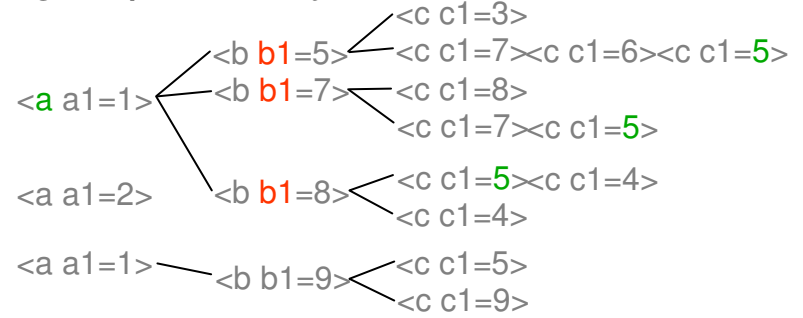 <c c1=3>
<b b1=5>
<c c1=7><c c1=6><c c1=5>
<a a1=1>
<b b1=7>
<c c1=8>
<c c1=7><c c1=5>
<a a1=2>
<b b1=8>
<c c1=5><c c1=4>
<c c1=4>
<a a1=1>
<b b1=9>
<c c1=5>
<c c1=9>